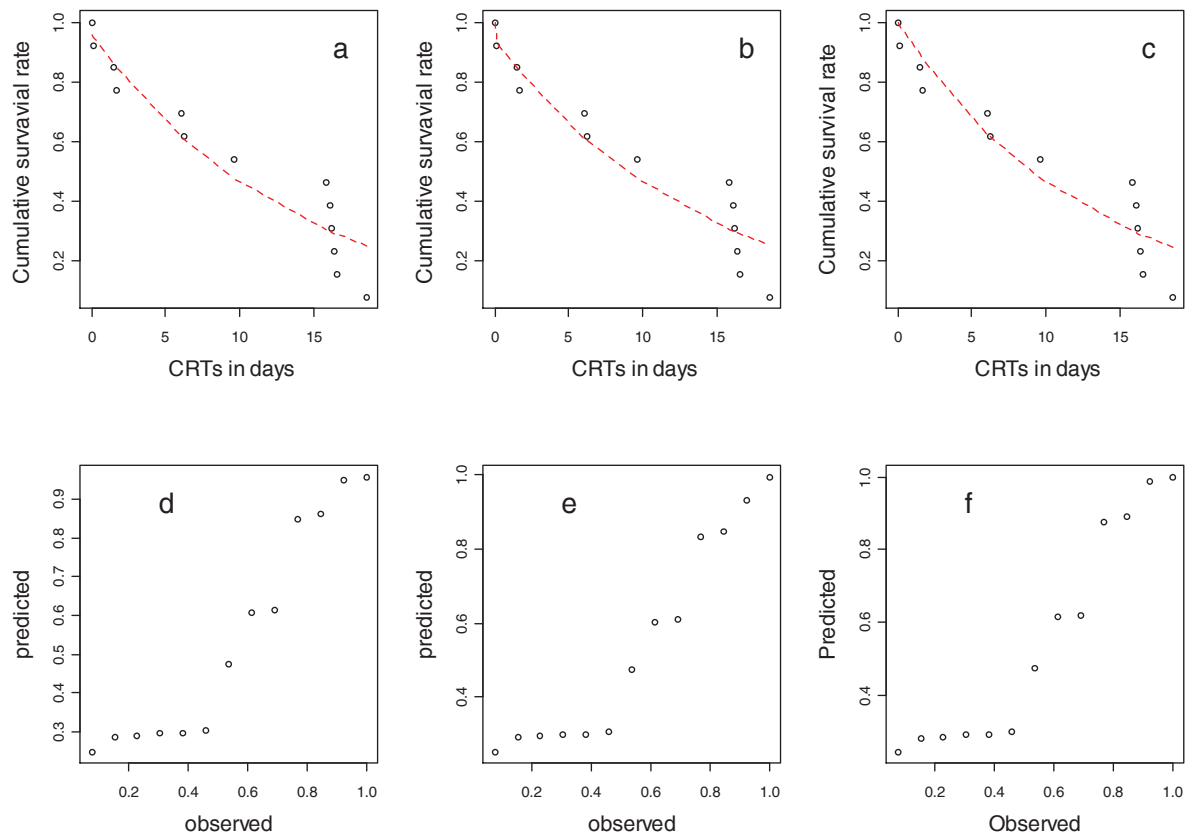 Cumulative survavial rate
1.0
0.8
0.6
0.4
0.2
a
0 5 10 15
CRTs in days
Cumulative survavial rate
1.0
0.8
0.6
0.4
0.2
b
0 5 10 15
CRTs in days
Cumulative survival rate
1.0
0.8
0.6
0.4
0.2
c
0 5 10 15
CRTs in days
predicted
0.9
0.8
0.7
0.6
0.5
0.4
0.3
d
0.2 0.4 0.6 0.8 1.0
observed
predicted
1.0
0.8
0.6
0.4
e
0.2 0.4 0.6 0.8 1.0
observed
Predicted
1.0
0.8
0.6
0.4
f
0.2 0.4 0.6 0.8 1.0
Observed